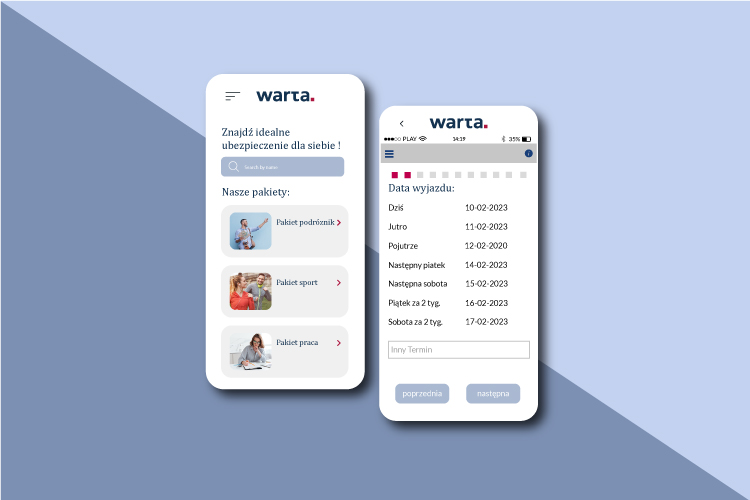 warta.
Znajdź idealne
ubezpieczenie dla siebie !
Search by name
Nasze pakiety:
Pakiet podróżnik
Pakiet sport
Pakiet praca
warta.
PLAY 14:19 35%
Data wyjazdu:
Dziś 10-02-2023
Jutro 11-02-2023
Pojutrze 12-02-2020
Następny piatek 14-02-2023
Następna sobota 15-02-2023
Piątek za 2 tyg. 16-02-2023
Sobota za 2 tyg. 17-02-2023
Inny Termin
poprzednia następna